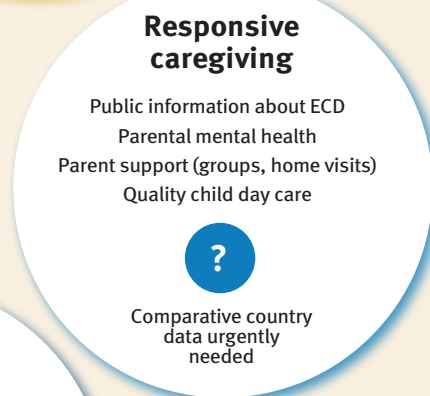 Responsive
caregiving
Public information about ECD
Parental mental health
Parent support (groups, home visits)
Quality child day care
?
Comparative country
data urgently
needed